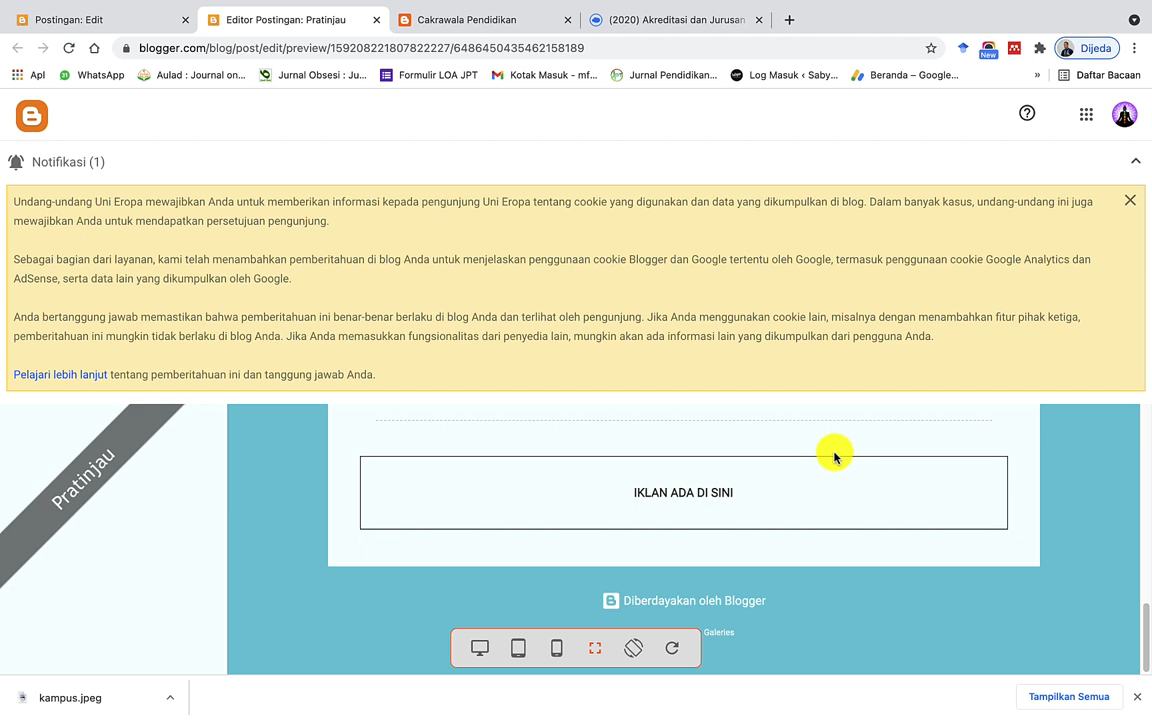 Postingan: Edit
Editor Postingan: Pratinjau
Cakrawala Pendidikan
(2020) Akreditasi dan Jurusan
blogger.com/blog/post/edit/preview/159208221807822227/6486450435462158189
New
Dijeda
Apl
WhatsApp
Aulad : Journal on...
Jurnal Obsesi : Ju...
Formulir LOA JPT
Kotak Masuk - mf...
Jurnal Pendidikan...
Log Masuk ‹ Saby...
Beranda – Google...
»
Daftar Bacaan
Notifikasi (1)
Undang-undang Uni Eropa mewajibkan Anda untuk memberikan informasi kepada pengunjung Uni Eropa tentang cookie yang digunakan dan data yang dikumpulkan di blog. Dalam banyak kasus, undang-undang ini juga
mewajibkan Anda untuk mendapatkan persetujuan pengunjung.
Sebagai bagian dari layanan, kami telah menambahkan pemberitahuan di blog Anda untuk menjelaskan penggunaan cookie Blogger dan Google tertentu oleh Google, termasuk penggunaan cookie Google Analytics dan
AdSense, serta data lain yang dikumpulkan oleh Google.
Anda bertanggung jawab memastikan bahwa pemberitahuan ini benar-benar berlaku di blog Anda dan terlihat oleh pengunjung. Jika Anda menggunakan cookie lain, misalnya dengan menambahkan fitur pihak ketiga,
pemberitahuan ini mungkin tidak berlaku di blog Anda. Jika Anda memasukkan fungsionalitas dari penyedia lain, mungkin akan ada informasi lain yang dikumpulkan dari pengguna Anda.
Pelajari lebih lanjut tentang pemberitahuan ini dan tanggung jawab Anda.
Pratinjau
IKLAN ADA DI SINI
Diberdayakan oleh Blogger
Galeries
kampus.jpeg
Tampilkan Semua